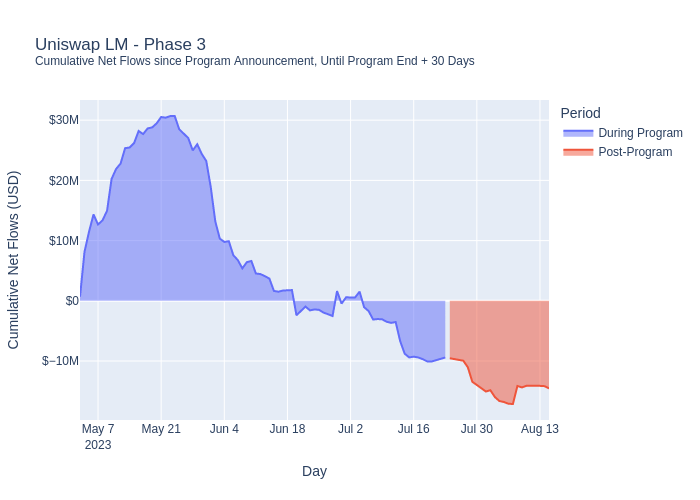 Uniswap LM - Phase 3
Cumulative Net Flows since Program Announcement, Until Program End + 30 Days
Period
During Program
Post-Program
Cumulative Net Flows (USD)
$30M
$20M
$10M
$0
$−10M
May 7
2023
May 21
Jun 4
Jun 18
Jul 2
Jul 16
Jul 30
Aug 13
Day